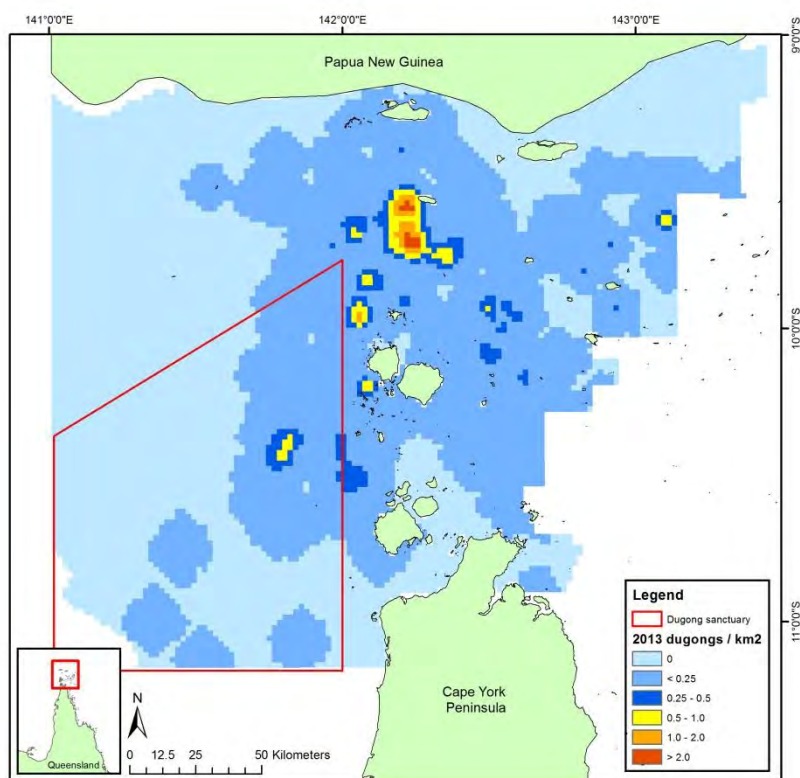 141°0'0"E
142°0'0"E
143°0'0"E
9°0'0"S
Papua New Guinea
10°0'0"S
11°0'0"S
Cape York
Peninsula
Legend
Dugong sanctuary
2013 dugongs / km2
0
< 0.25
0.25 - 0.5
0.5 - 1.0
1.0 - 2.0
> 2.0
N
0 12.5 25 50 Kilometers
Queensland